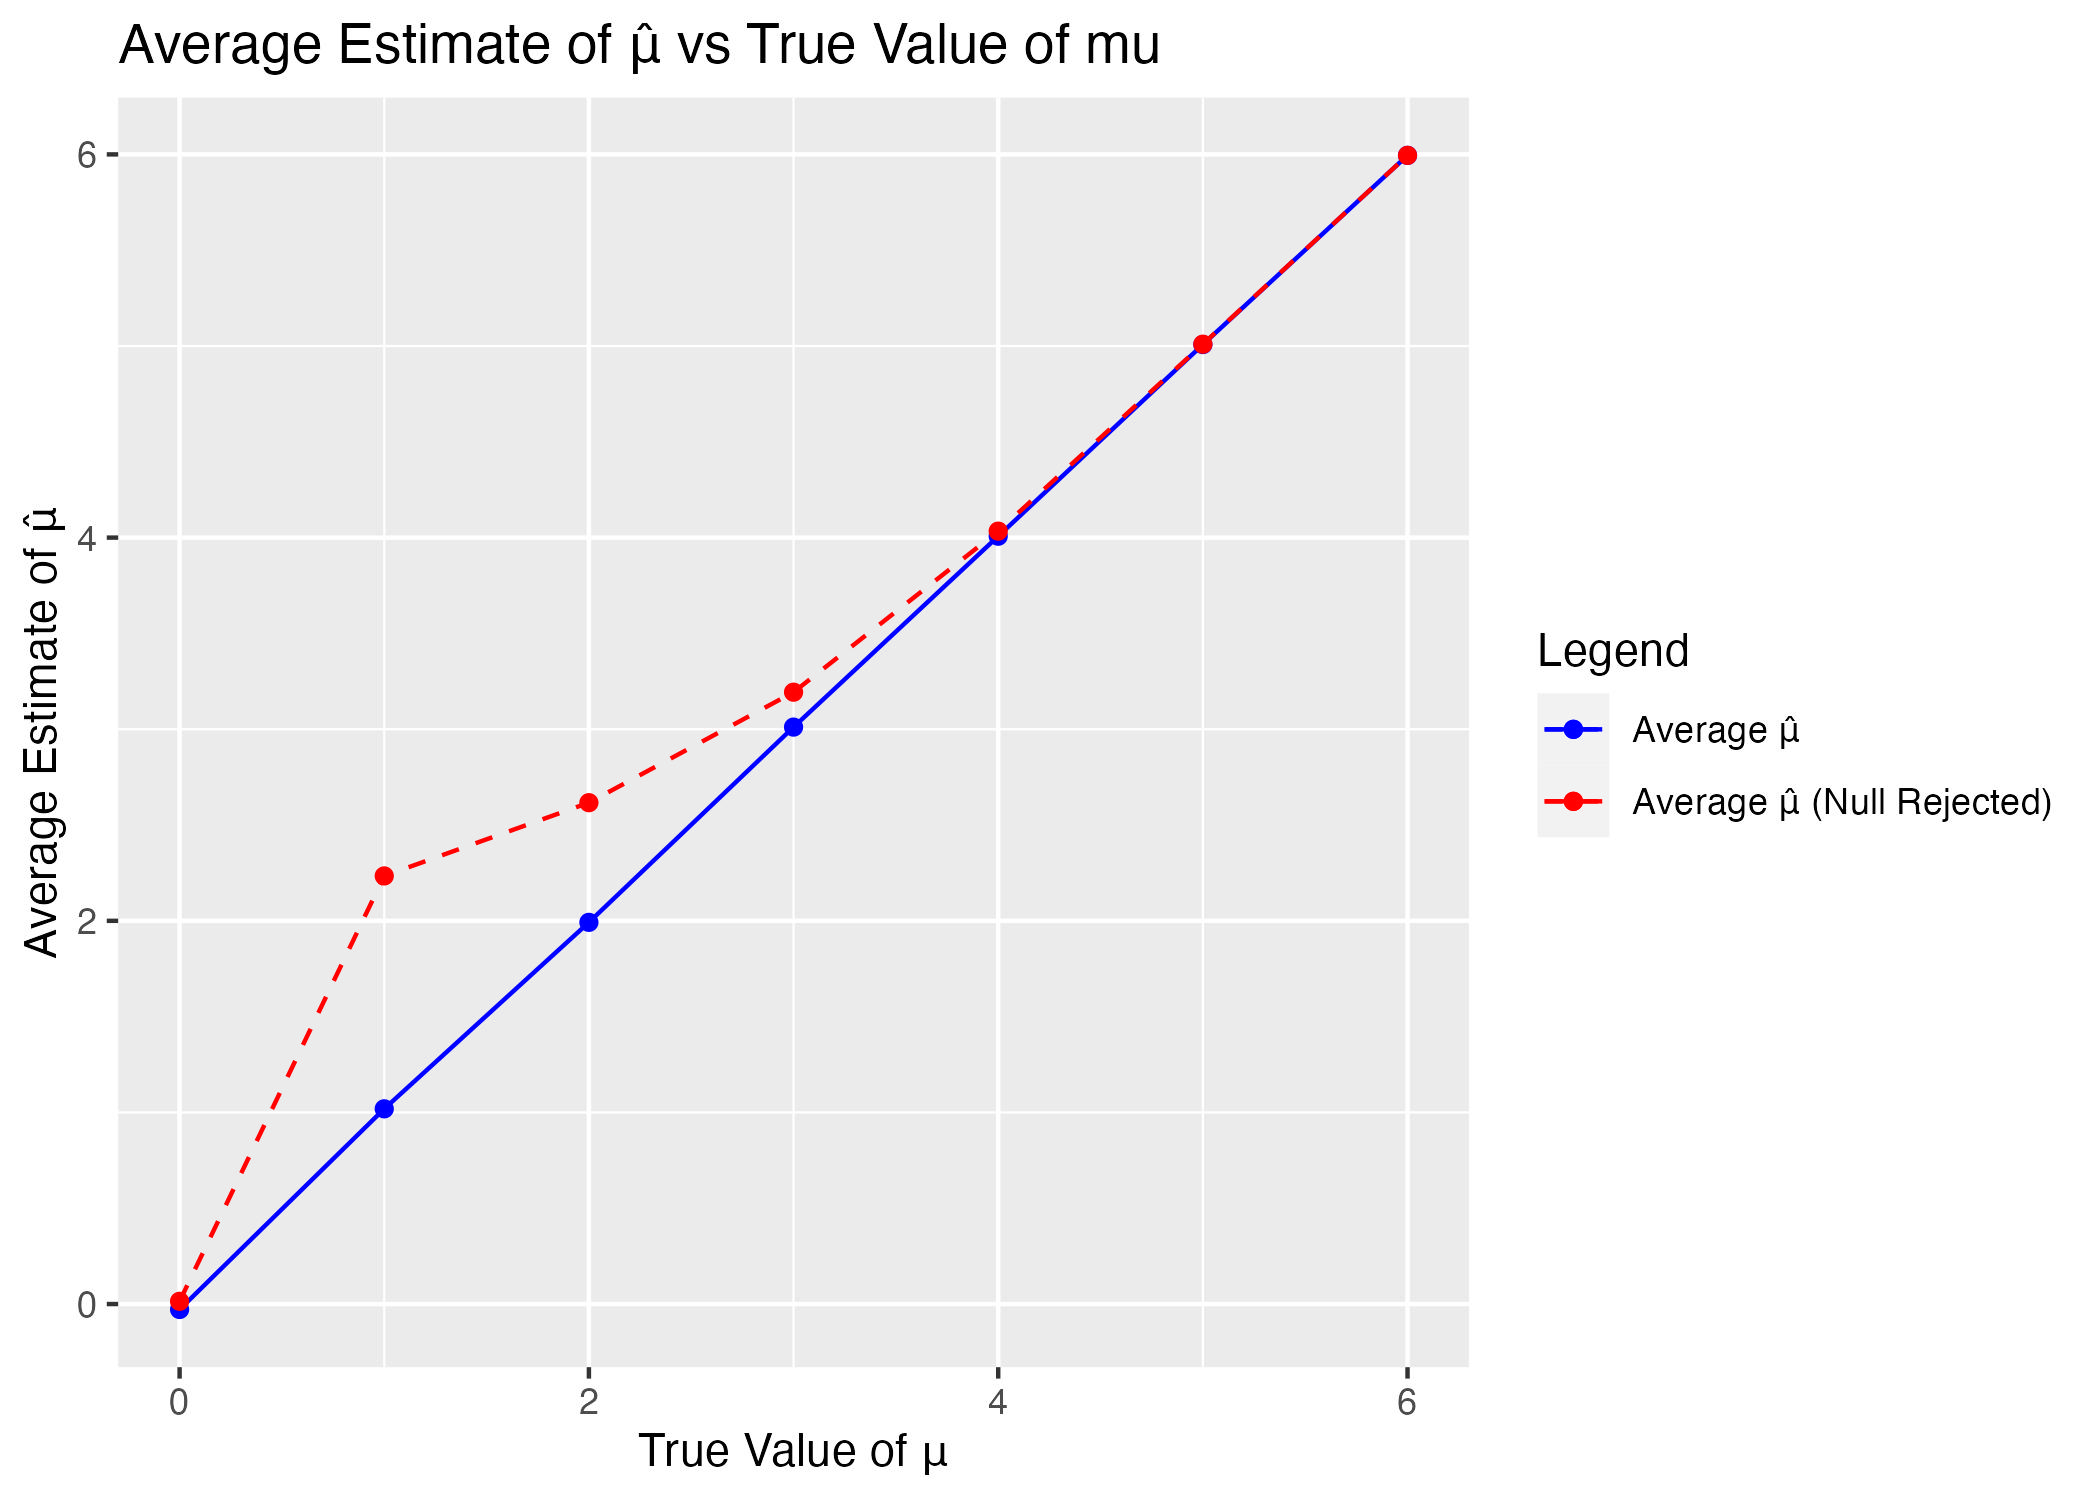 Average Estimate of μ̂ vs True Value of mu
Average Estimate of μ̂
6
4
2
0
0 2 4 6
True Value of μ
Legend
Average μ̂
Average μ̂ (Null Rejected)